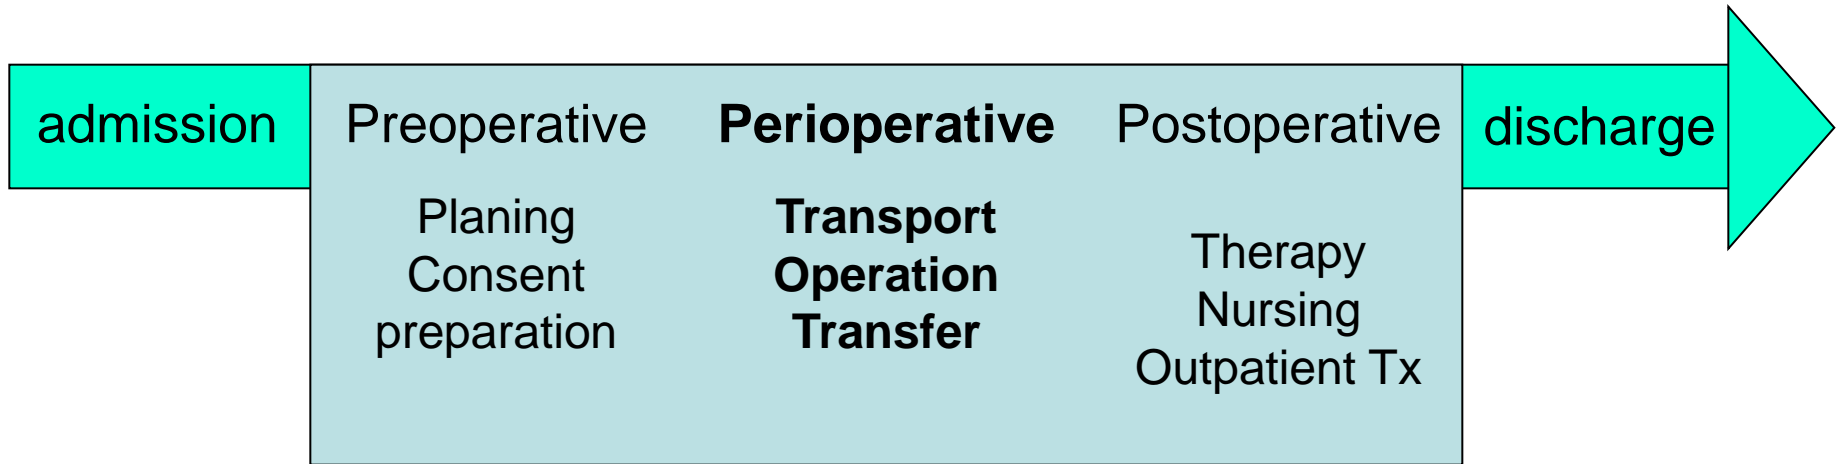 admission
Preoperative
Planing
Consent
preparation
Perioperative
Transport
Operation
Transfer
Postoperative
Therapy
Nursing
Outpatient Tx
discharge